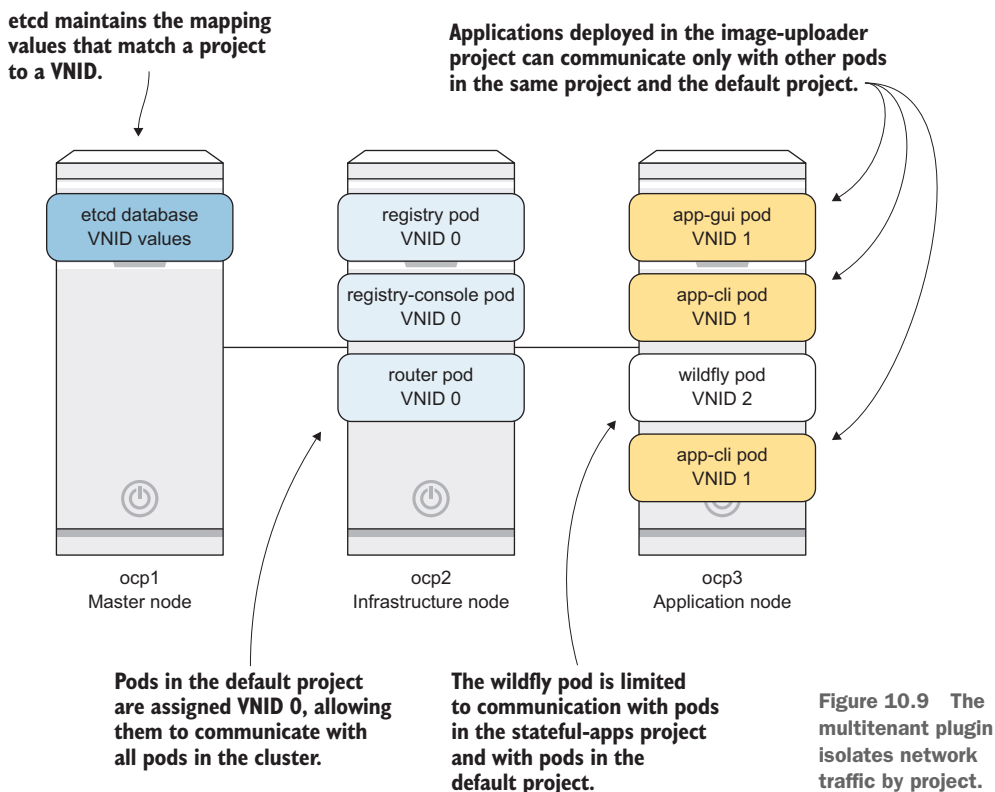 etcd maintains the mapping
values that match a project
to a VNID.
Applications deployed in the image-uploader
project can communicate only with other pods
in the same project and the default project.
etcd database
VNID values
registry pod
VNID 0
registry-console pod
VNID 0
router pod
VNID 0
app-gui pod
VNID 1
app-cli pod
VNID 1
wildfly pod
VNID 2
app-cli pod
VNID 1
ocp1
Master node
ocp2
Infrastructure node
ocp3
Application node
Pods in the default project
are assigned VNID 0, allowing
them to communicate with
all pods in the cluster.
The wildfly pod is limited
to communication with pods
in the stateful-apps project
and with pods in the
default project.
Figure 10.9 The
multitenant plugin
isolates network
traffic by project.